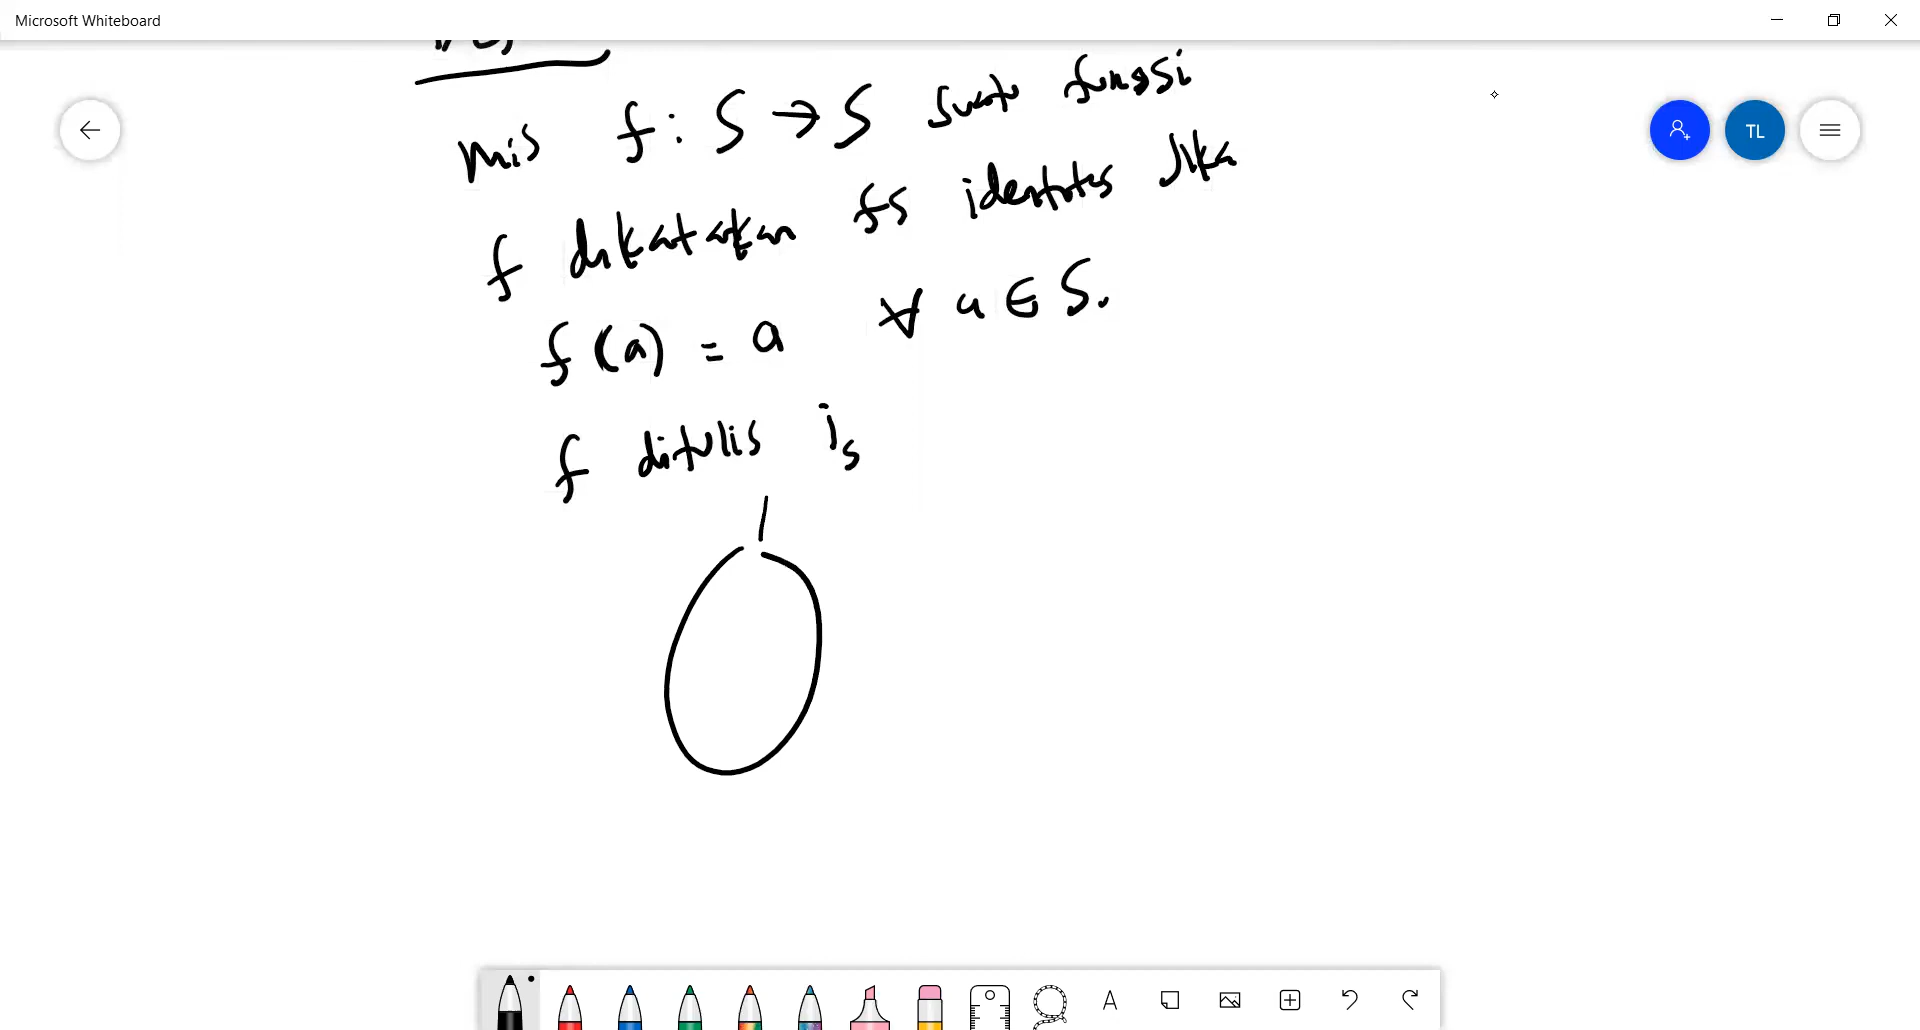 Microsoft Whiteboard
mis f : S → S suatu fungsi
f dikatakan fs identitas jika
f(a) = a ∀ a ∈ S.
f ditulis i_s
TL
A